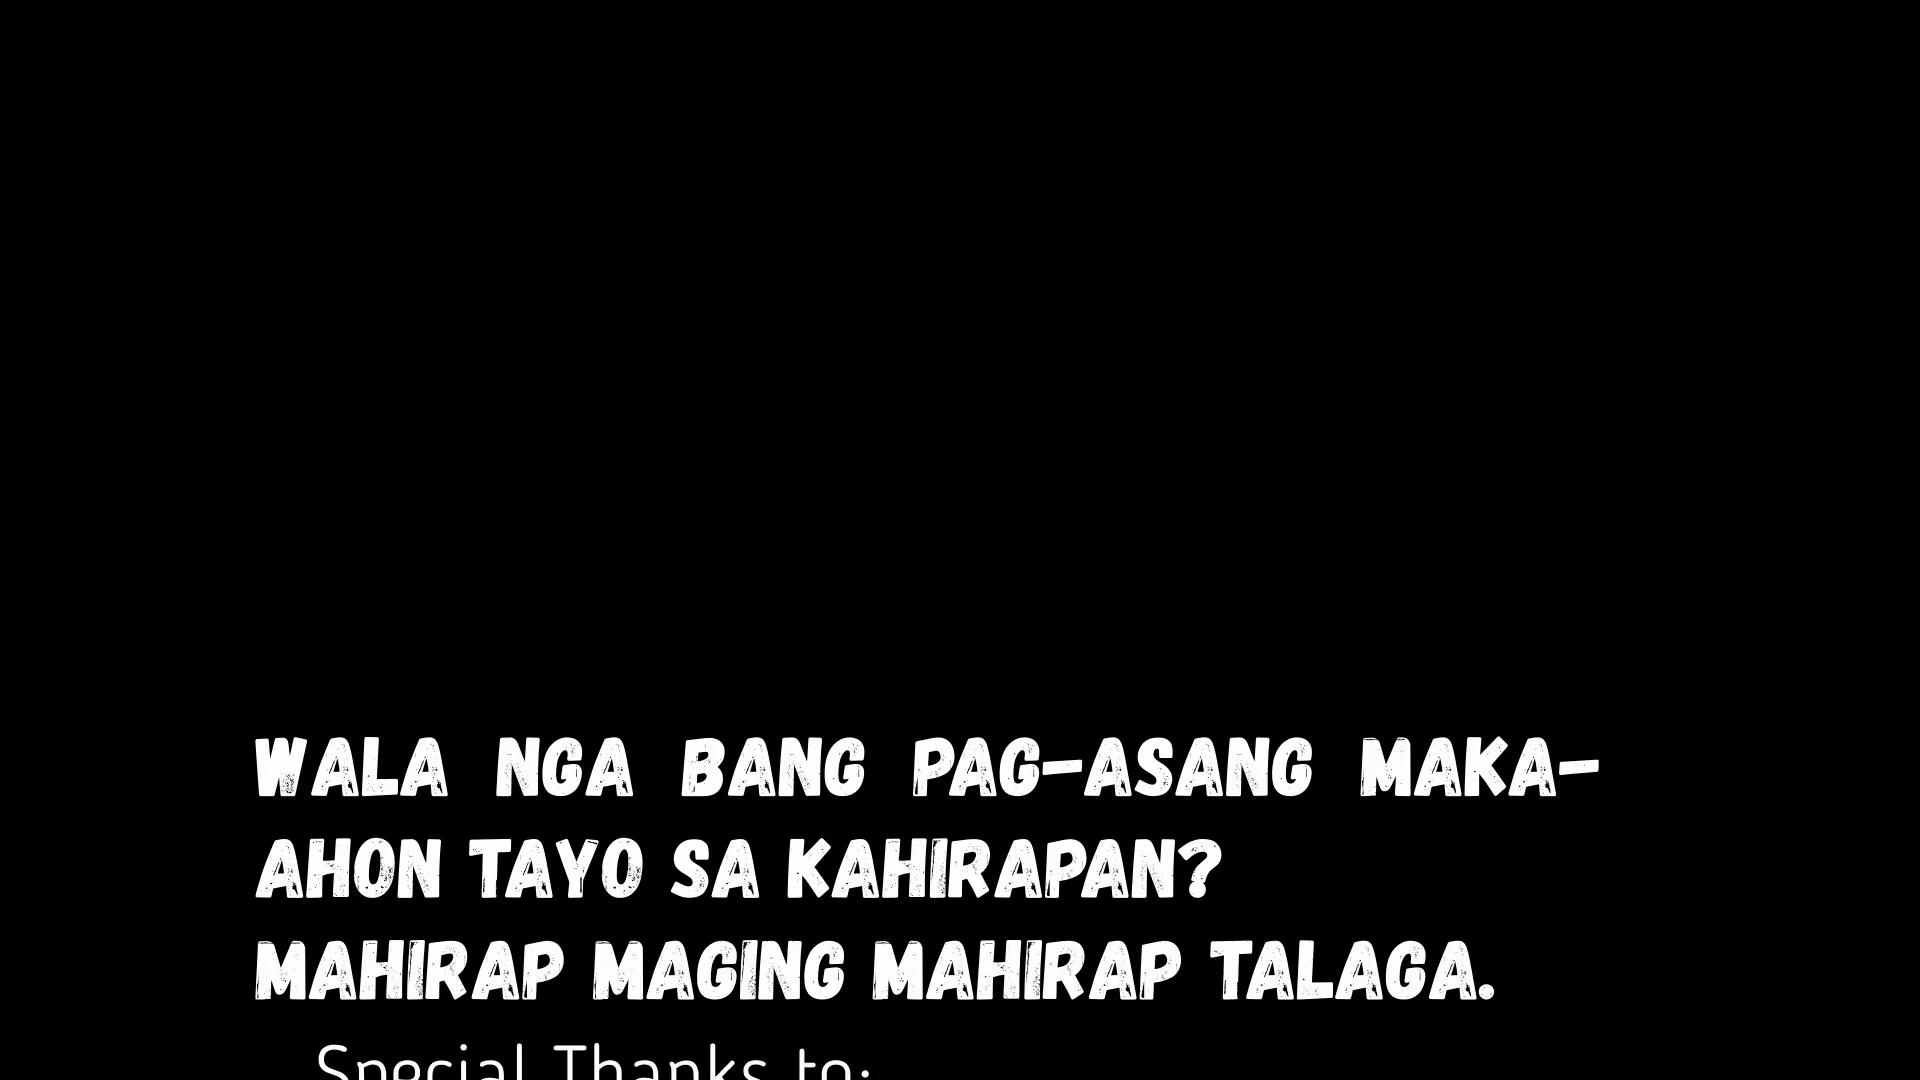 WALA NGA BANG PAG-ASANG MAKA-
AHON TAYO SA KAHIRAPAN?
MAHIRAP MAGING MAHIRAP TALAGA.
Special Thanks to: